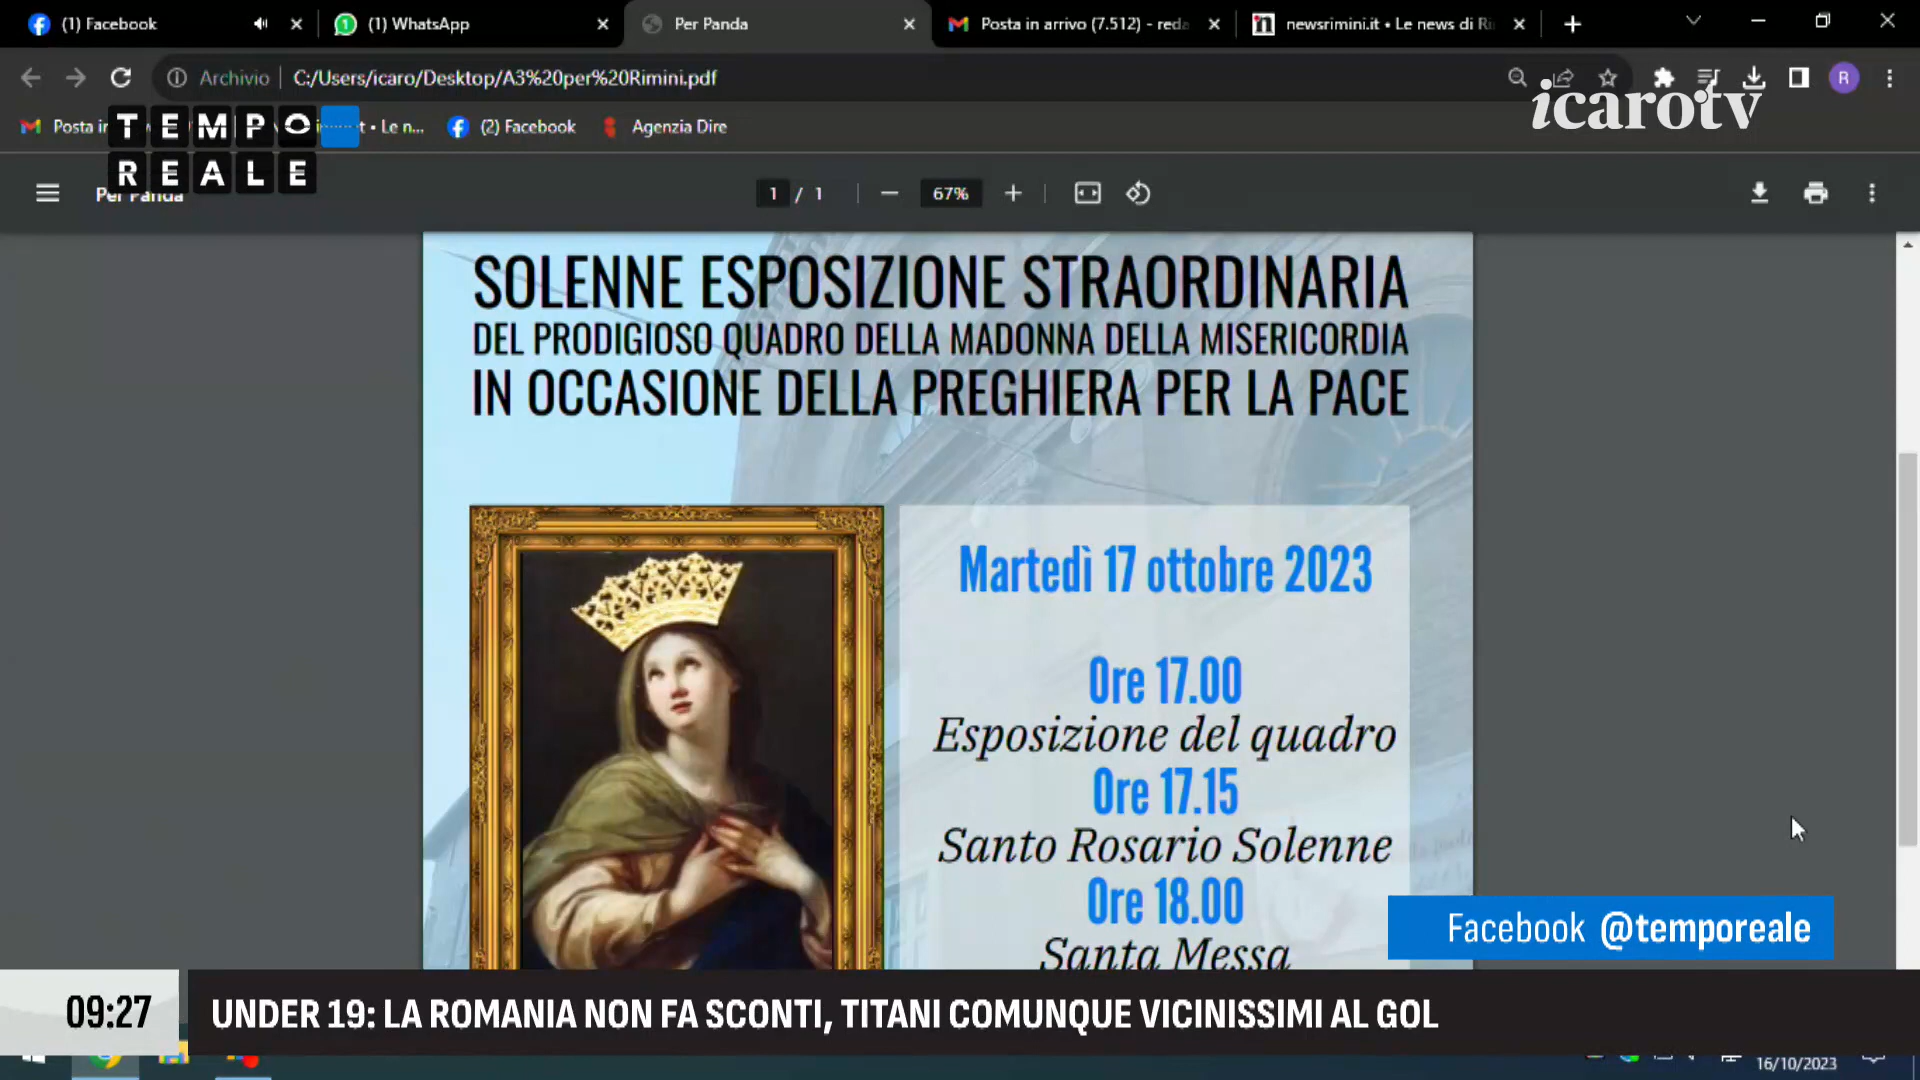 (1) Facebook
(1) WhatsApp
Per Panda
Posta in arrivo (7.512) - reda
newsrimini.it • Le news di Ri
Archivio
C:/Users/icaro/Desktop/A3%20per%20Rimini.pdf
R
icarotv
Posta in
t • Le n...
(2) Facebook
Agenzia Dire
TEMPO
REALE
Per Panda
1 / 1
67%
SOLENNE ESPOSIZIONE STRAORDINARIA
DEL PRODIGIOSO QUADRO DELLA MADONNA DELLA MISERICORDIA
IN OCCASIONE DELLA PREGHIERA PER LA PACE
Martedì 17 ottobre 2023
Ore 17.00
Esposizione del quadro
Ore 17.15
Santo Rosario Solenne
Ore 18.00
Santa Messa
Facebook @temporeale
09:27
UNDER 19: LA ROMANIA NON FA SCONTI, TITANI COMUNQUE VICINISSIMI AL GOL
16/10/2023